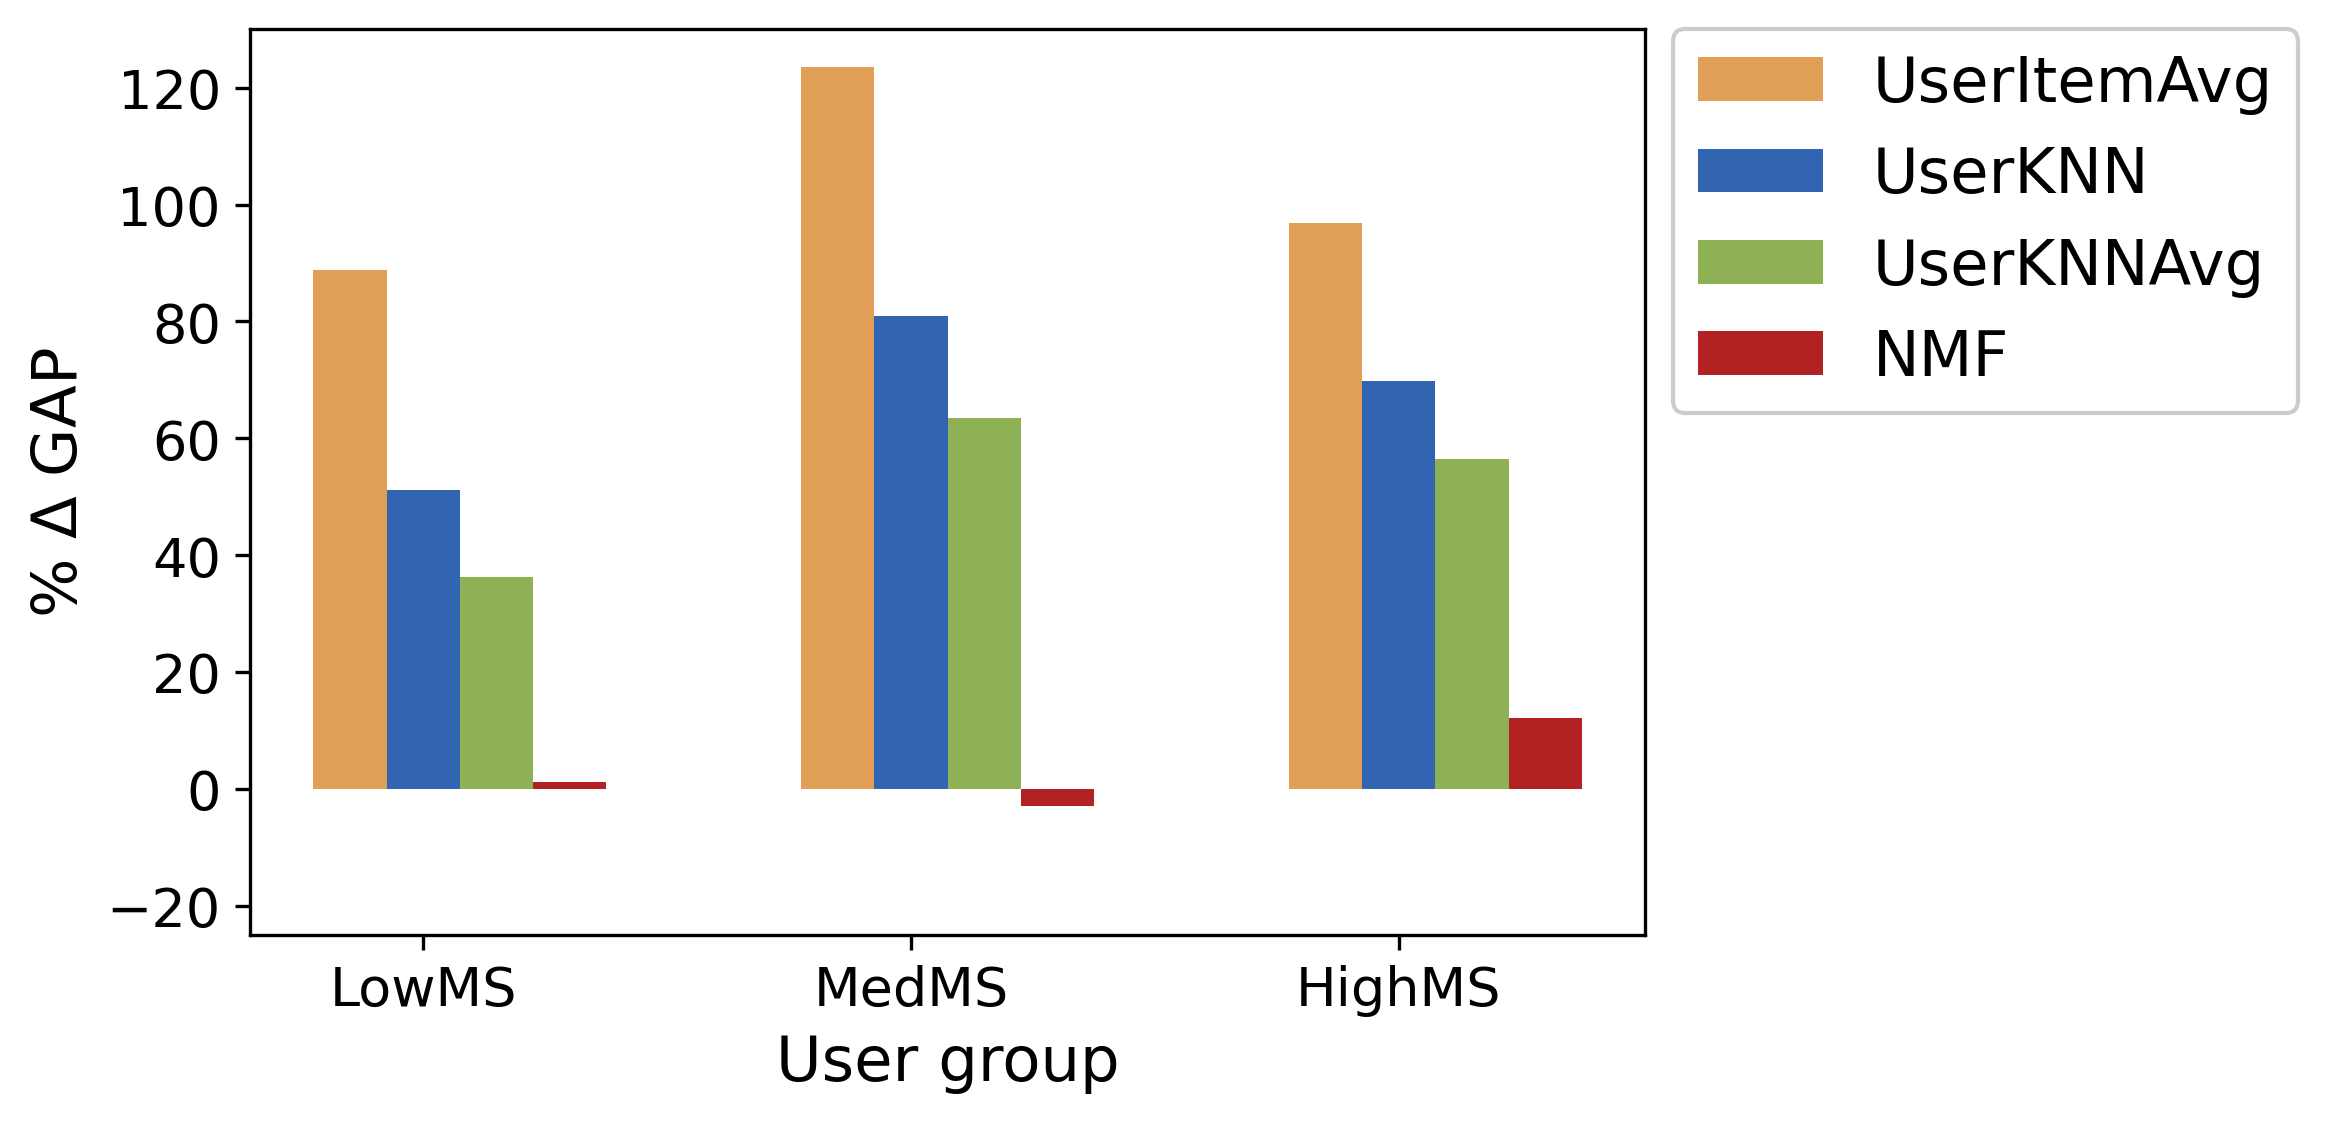 % Δ GAP
120
100
80
60
40
20
0
−20
LowMS
MedMS
HighMS
User group
UserItemAvg
UserKNN
UserKNNAvg
NMF